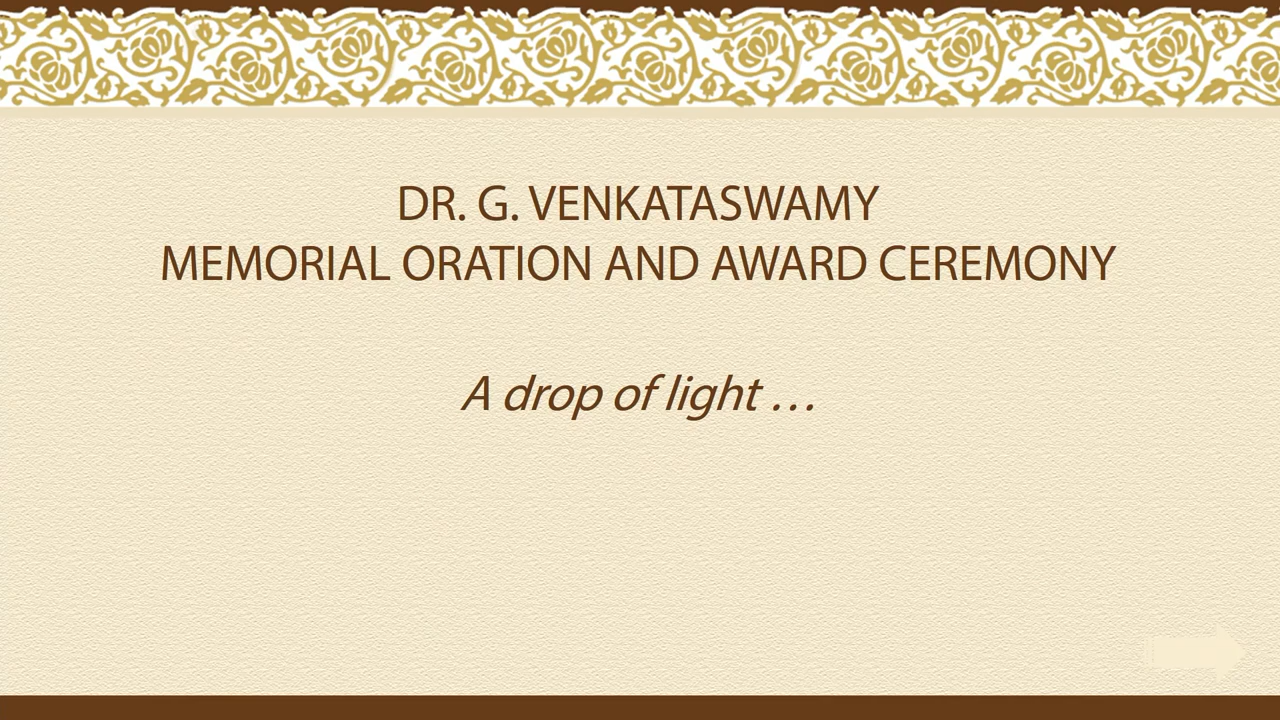 DR. G. VENKATASWAMY
MEMORIAL ORATION AND AWARD CEREMONY
A drop of light ...